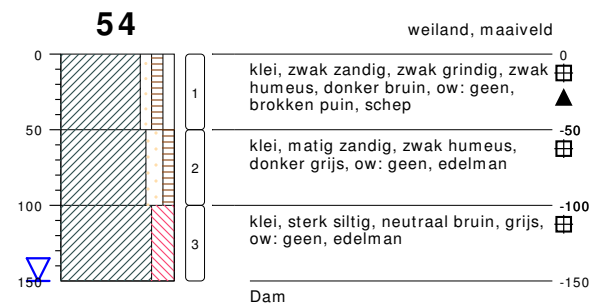 54
weiland, maaiveld
0
0
klei, zwak zandig, zwak grindig, zwak
humeus, donker bruin, ow: geen,
brokken puin, schep
1
50
-50
klei, matig zandig, zwak humeus,
donker grijs, ow: geen, edelman
2
100
-100
klei, sterk siltig, neutraal bruin, grijs,
ow: geen, edelman
3
150
-150
Dam